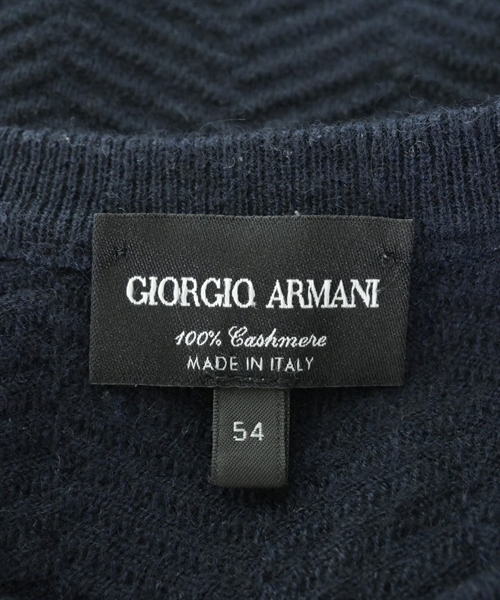 GIORGIO ARMANI
100% Cashmere
MADE IN ITALY
54